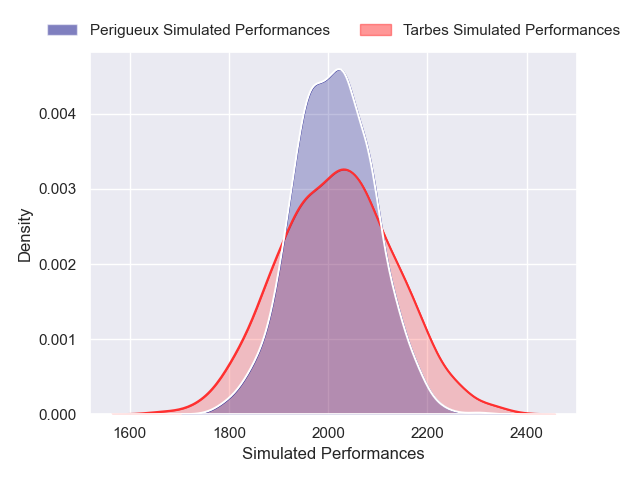 Perigueux Simulated Performances
Tarbes Simulated Performances
Density
0.004
0.003
0.002
0.001
0.000
1600 1800 2000 2200 2400
Simulated Performances